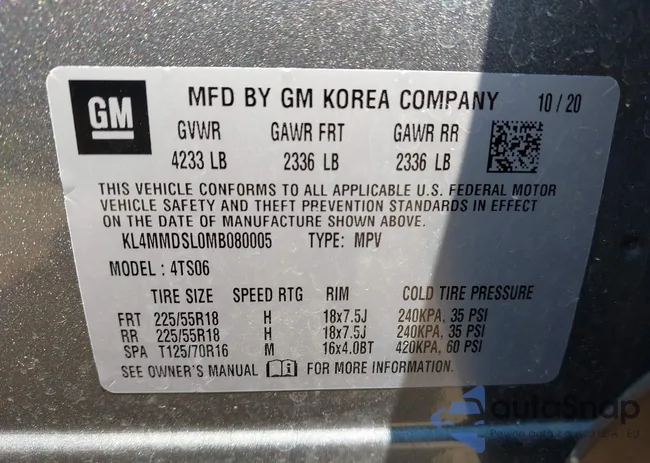 GM
MFD BY GM KOREA COMPANY 10/20
GVWR GAWR FRT GAWR RR
4233 LB 2336 LB 2336 LB
THIS VEHICLE CONFORMS TO ALL APPLICABLE U.S. FEDERAL MOTOR
VEHICLE SAFETY AND THEFT PREVENTION STANDARDS IN EFFECT
ON THE DATE OF MANUFACTURE SHOWN ABOVE.
KL4MMDSL0MB080005 TYPE: MPV
MODEL : 4TS06
TIRE SIZE SPEED RTG RIM COLD TIRE PRESSURE
FRT 225/55R18 H 18x7.5J 240KPA, 35 PSI
RR 225/55R18 H 18x7.5J 240KPA, 35 PSI
SPA T125/70R16 M 16x4.0BT 420KPA, 60 PSI
SEE OWNER'S MANUAL FOR MORE INFORMATION.
autoSnap